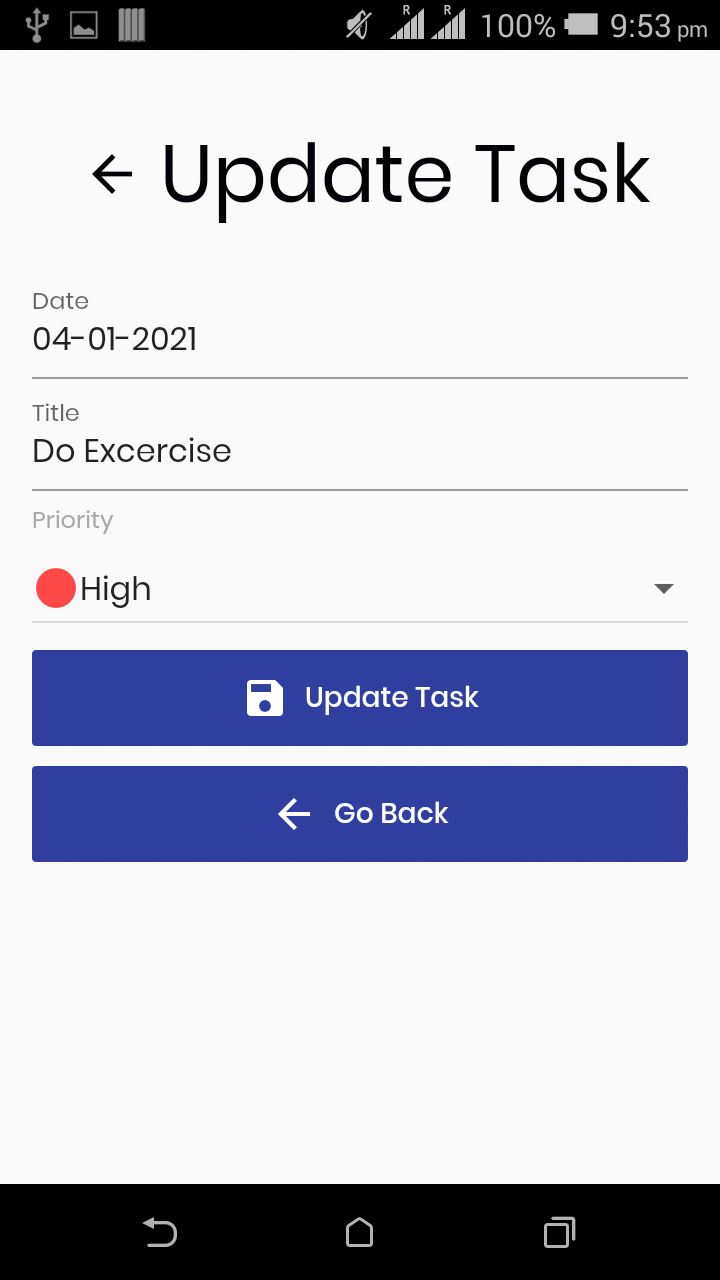 R R 100% 9:53 pm
Update Task
Date
04-01-2021
Title
Do Excercise
Priority
High
Update Task
Go Back